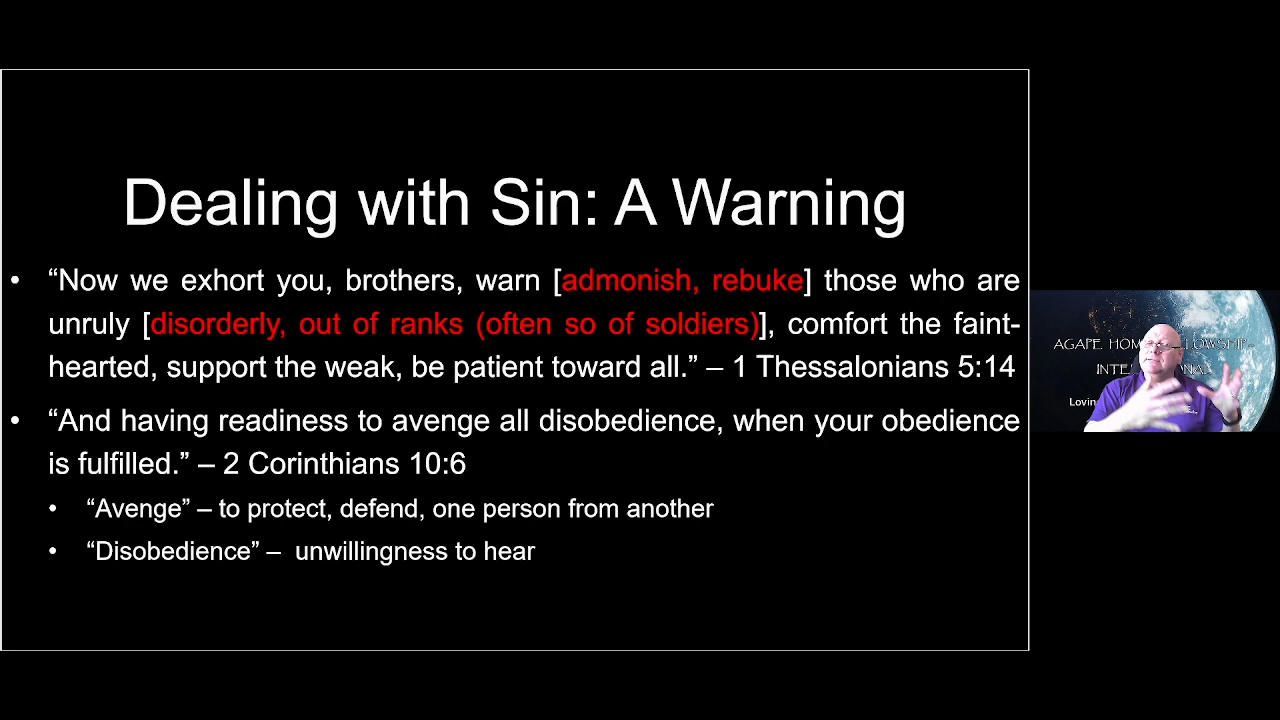 Dealing with Sin: A Warning
• “Now we exhort you, brothers, warn [admonish, rebuke] those who are
unruly [disorderly, out of ranks (often so of soldiers)], comfort the faint-
hearted, support the weak, be patient toward all.” – 1 Thessalonians 5:14
• “And having readiness to avenge all disobedience, when your obedience
is fulfilled.” – 2 Corinthians 10:6
• “Avenge” – to protect, defend, one person from another
• “Disobedience” – unwillingness to hear
AGAPE